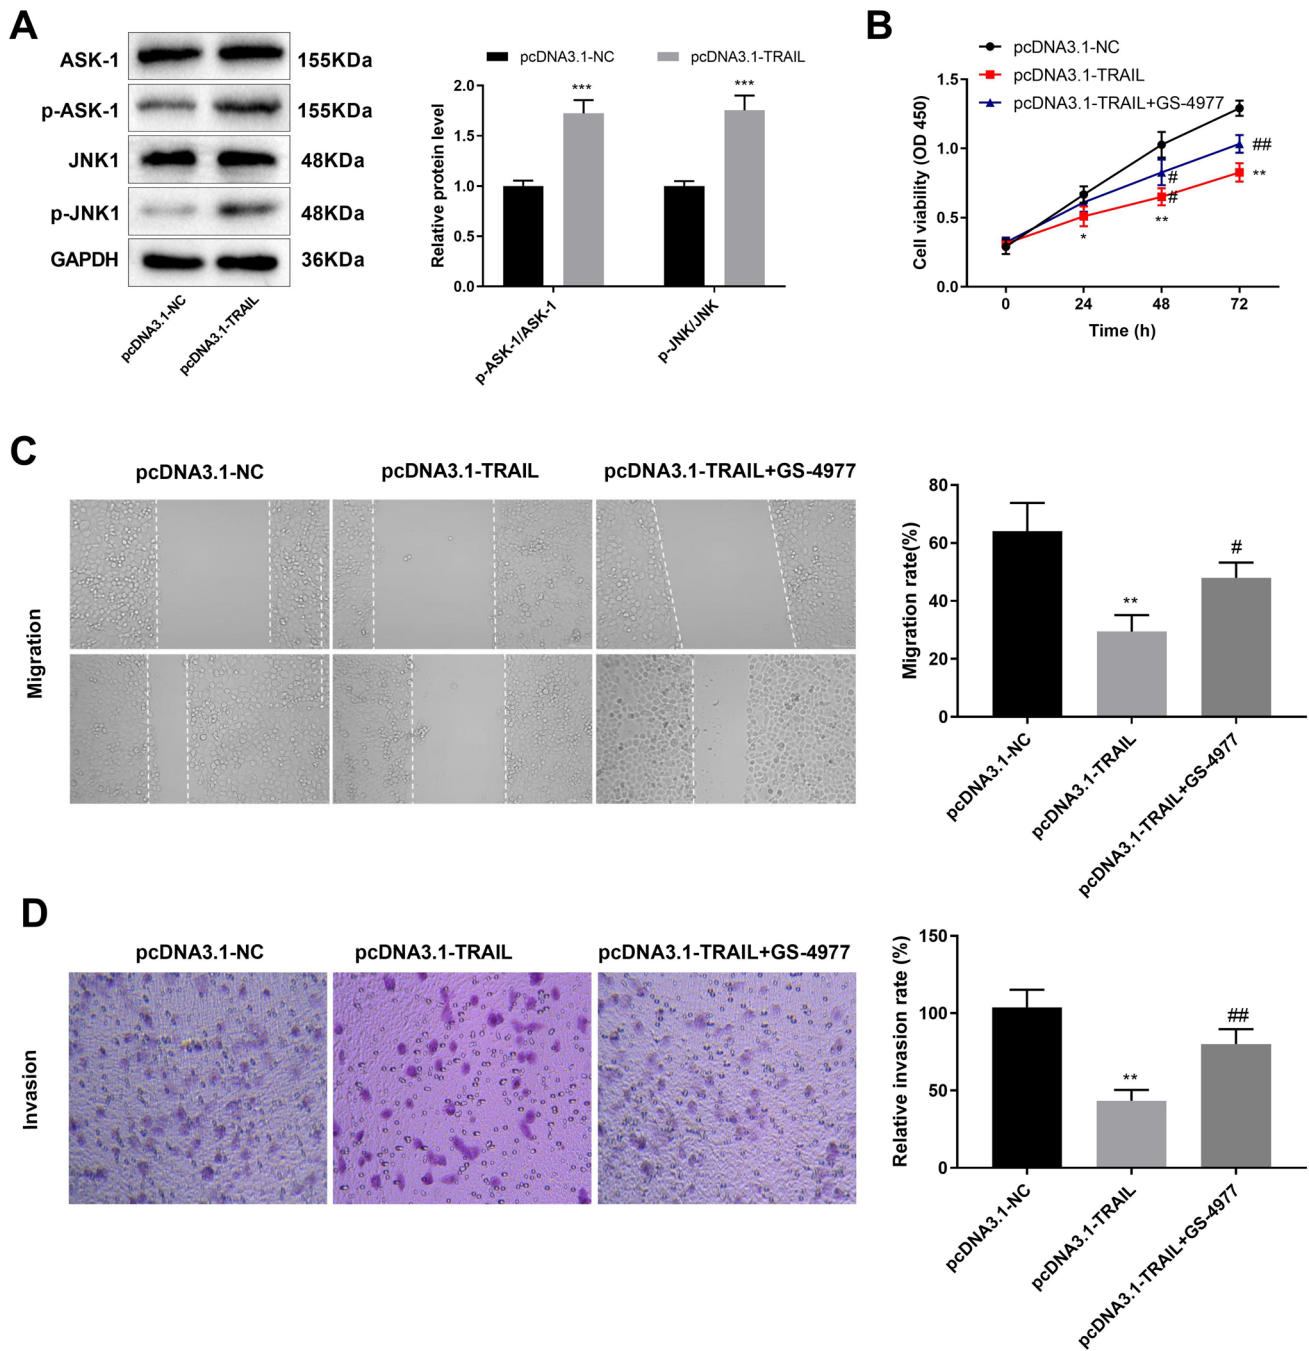 A
ASK-1
155KDa
p-ASK-1
155KDa
JNK1
48KDa
p-JNK1
48KDa
GAPDH
36KDa
pcDNA3.1-NC
pcDNA3.1-TRAIL
pcDNA3.1-NC
pcDNA3.1-TRAIL
Relative protein level
2.0
1.5
1.0
0.5
0.0
***
***
p-ASK-1/ASK-1
p-JNK/JNK
B
pcDNA3.1-NC
pcDNA3.1-TRAIL
pcDNA3.1-TRAIL+GS-4977
Cell viability (OD 450)
1.5
1.0
0.5
0.0
*
#
#
**
##
**
0
24
48
72
Time (h)
C
pcDNA3.1-NC
pcDNA3.1-TRAIL
pcDNA3.1-TRAIL+GS-4977
Migration
Migration rate(%)
80
60
40
20
0
**
#
pcDNA3.1-NC
pcDNA3.1-TRAIL
pcDNA3.1-TRAIL+GS-4977
D
pcDNA3.1-NC
pcDNA3.1-TRAIL
pcDNA3.1-TRAIL+GS-4977
Invasion
Relative invasion rate (%)
150
100
50
0
**
##
pcDNA3.1-NC
pcDNA3.1-TRAIL
pcDNA3.1-TRAIL+GS-4977